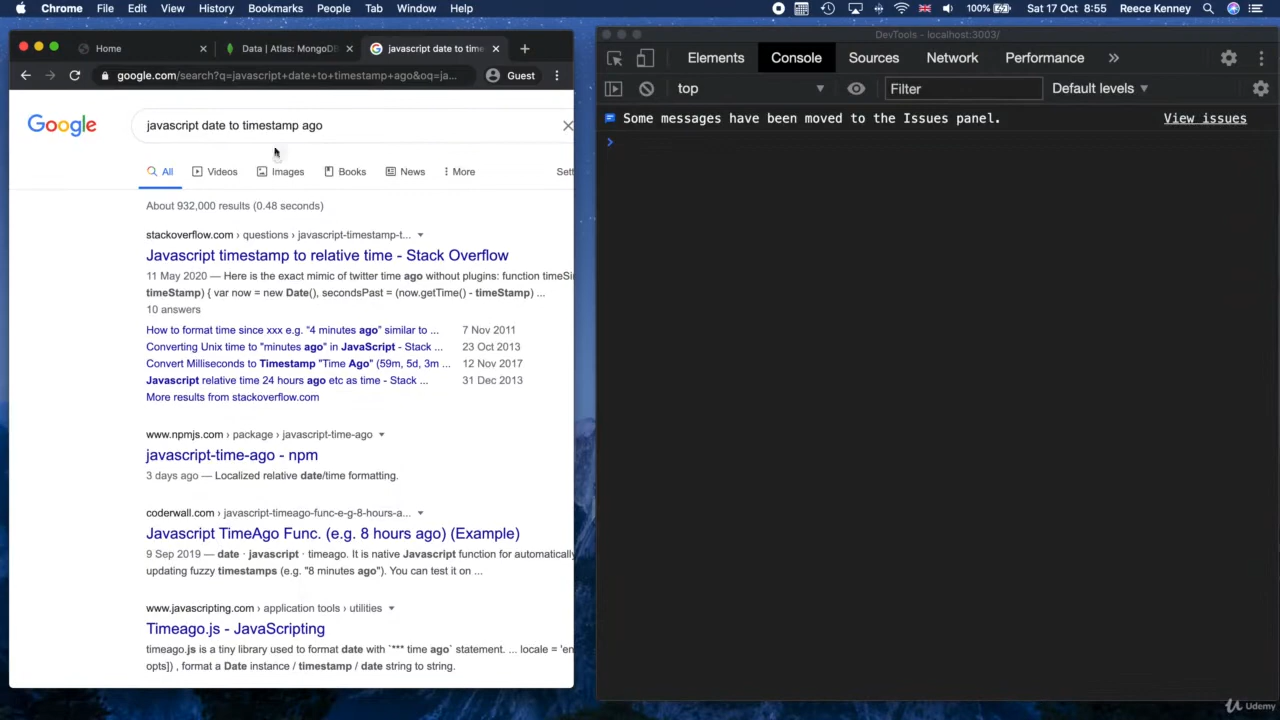 Chrome File Edit View History Bookmarks People Tab Window Help 100% Sat 17 Oct 8:55 Reece Kenney
Home Data | Atlas: MongoDB javascript date to time
google.com/search?q=javascript+date+to+timestamp+ago&oq=ja... Guest
Google javascript date to timestamp ago
All Videos Images Books News More Sett
About 932,000 results (0.48 seconds)
stackoverflow.com › questions › javascript-timestamp-t...
Javascript timestamp to relative time - Stack Overflow
11 May 2020 — Here is the exact mimic of twitter time ago without plugins: function timeSi
timeStamp) { var now = new Date(), secondsPast = (now.getTime() - timeStamp) ...
10 answers
How to format time since xxx e.g. “4 minutes ago” similar to ... 7 Nov 2011
Converting Unix time to "minutes ago" in JavaScript - Stack ... 23 Oct 2013
Convert Milliseconds to Timestamp "Time Ago" (59m, 5d, 3m ... 12 Nov 2017
Javascript relative time 24 hours ago etc as time - Stack ... 31 Dec 2013
More results from stackoverflow.com
www.npmjs.com › package › javascript-time-ago
javascript-time-ago - npm
3 days ago — Localized relative date/time formatting.
coderwall.com › javascript-timeago-func-e-g-8-hours-a...
Javascript TimeAgo Func. (e.g. 8 hours ago) (Example)
9 Sep 2019 — date · javascript · timeago. It is native Javascript function for automatically
updating fuzzy timestamps (e.g. "8 minutes ago"). You can test it on ...
www.javascripting.com › application tools › utilities
Timeago.js - JavaScripting
timeago.js is a tiny library used to format date with `*** time ago` statement. ... locale = 'en
opts]) , format a Date instance / timestamp / date string to string.
DevTools - localhost:3003/
Elements Console Sources Network Performance »
top Filter Default levels
Some messages have been moved to the Issues panel. View issues
Udemy